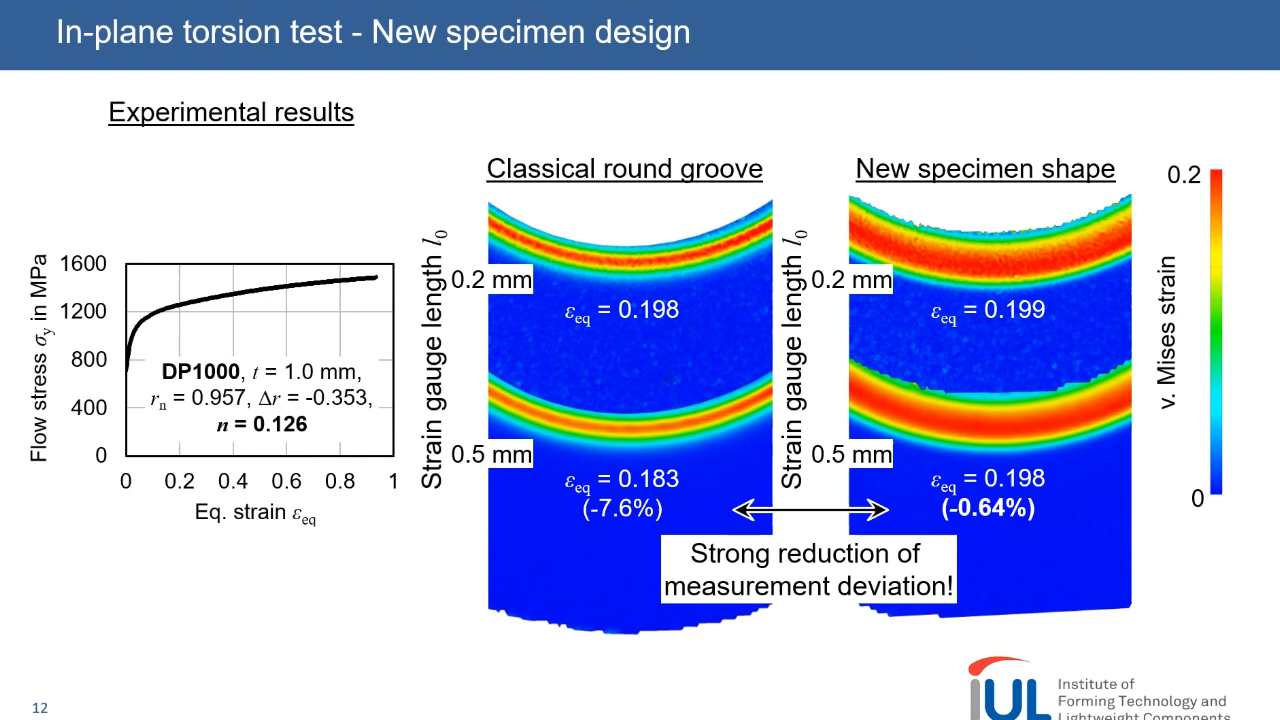 In-plane torsion test - New specimen design
Experimental results
Classical round groove
New specimen shape
Flow stress σy in MPa
1600
1200
800
400
0
DP1000, t = 1.0 mm,
rn = 0.957, Δr = -0.353,
n = 0.126
0 0.2 0.4 0.6 0.8 1
Eq. strain εeq
Strain gauge length l0
0.2 mm
εeq = 0.198
0.5 mm
εeq = 0.183
(-7.6%)
Strain gauge length l0
0.2 mm
εeq = 0.199
0.5 mm
εeq = 0.198
(-0.64%)
Strong reduction of
measurement deviation!
0.2
v. Mises strain
0
12
iUL
Institute of
Forming Technology and
Lightweight Components